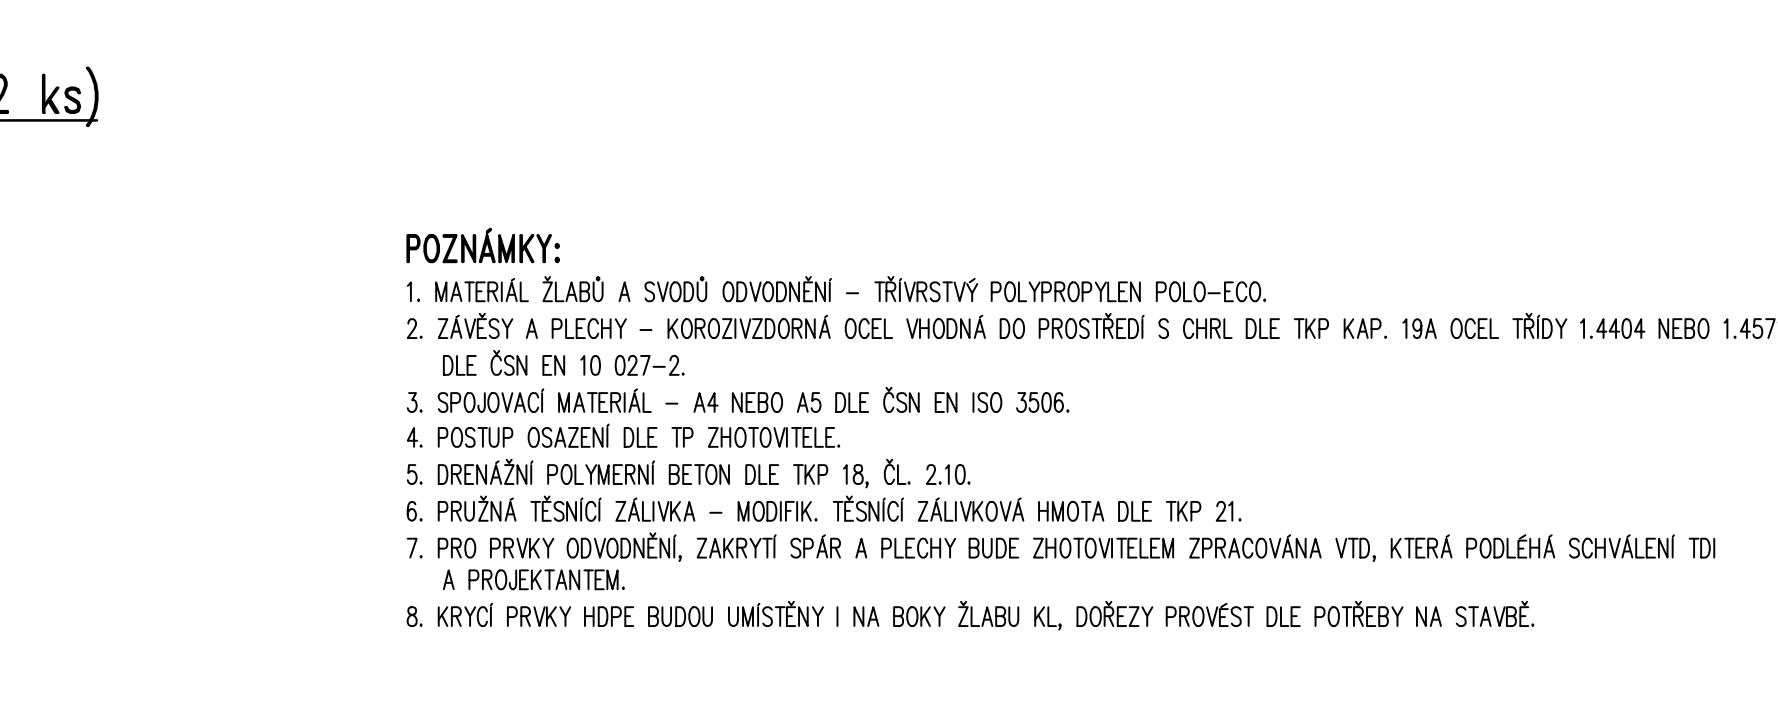 2 ks)
POZNÁMKY:
1. MATERIÁL ŽLABŮ A SVODŮ ODVODNĚNÍ – TŘÍVRSTVÝ POLYPROPYLEN POLO–ECO.
2. ZÁVĚSY A PLECHY – KOROZIVZDORNÁ OCEL VHODNÁ DO PROSTŘEDÍ S CHRL DLE TKP KAP. 19A OCEL TŘÍDY 1.4404 NEBO 1.457
DLE ČSN EN 10 027–2.
3. SPOJOVACÍ MATERIÁL – A4 NEBO A5 DLE ČSN EN ISO 3506.
4. POSTUP OSAZENÍ DLE TP ZHOTOVITELE.
5. DRENÁŽNÍ POLYMERNÍ BETON DLE TKP 18, ČL. 2.10.
6. PRUŽNÁ TĚSNÍCÍ ZÁLIVKA – MODIFIK. TĚSNÍCÍ ZÁLIVKOVÁ HMOTA DLE TKP 21.
7. PRO PRVKY ODVODNĚNÍ, ZAKRYTÍ SPÁR A PLECHY BUDE ZHOTOVITELEM ZPRACOVÁNA VTD, KTERÁ PODLÉHÁ SCHVÁLENÍ TDI
A PROJEKTANTEM.
8. KRYCÍ PRVKY HDPE BUDOU UMÍSTĚNY I NA BOKY ŽLABU KL, DOŘEZY PROVÉST DLE POTŘEBY NA STAVBĚ.